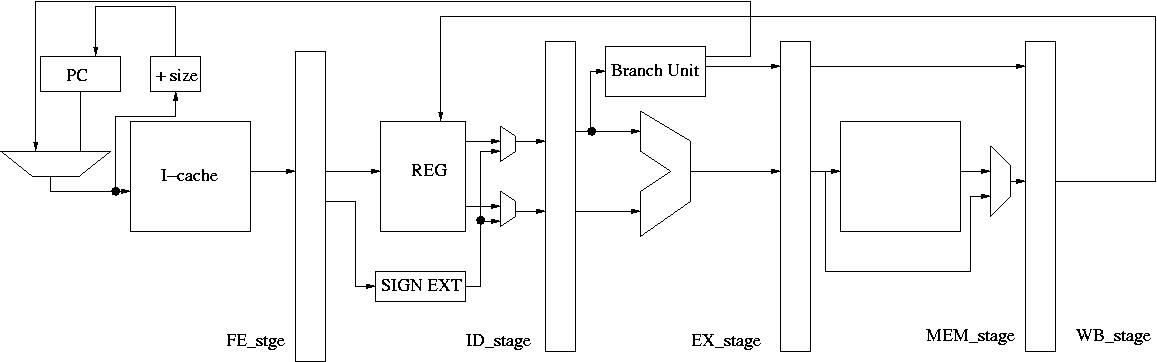 PC
+ size
Branch Unit
I-cache
REG
SIGN EXT
FE_stge
ID_stage
EX_stage
MEM_stage
WB_stage